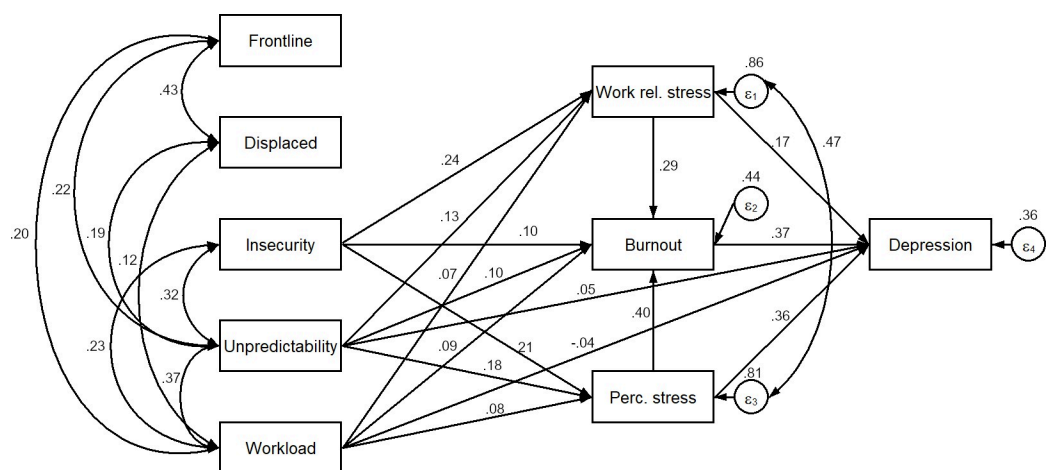 Frontline
.86
Work rel. stress
ε1
.43
.47
Displaced
.17
.24
.29
.44
.22
ε2
.13
.36
.20
.19
Insecurity
.10
Burnout
.37
Depression
ε4
.12
.07
.10
.32
.05
.40
.36
.23
Unpredictability
.09
.21
-.04
.18
.81
.37
Perc. stress
ε3
.08
Workload